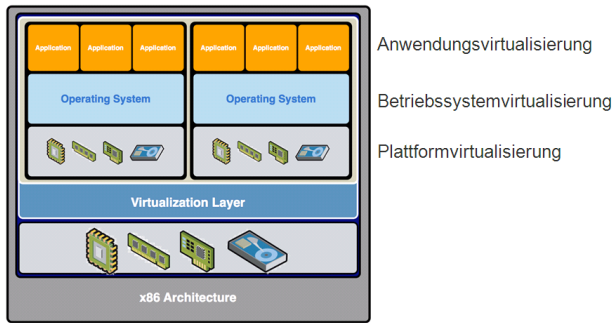 Application Application Application Application Application Application
Anwendungsvirtualisierung
Operating System Operating System
Betriebssystemvirtualisierung
Plattformvirtualisierung
Virtualization Layer
x86 Architecture